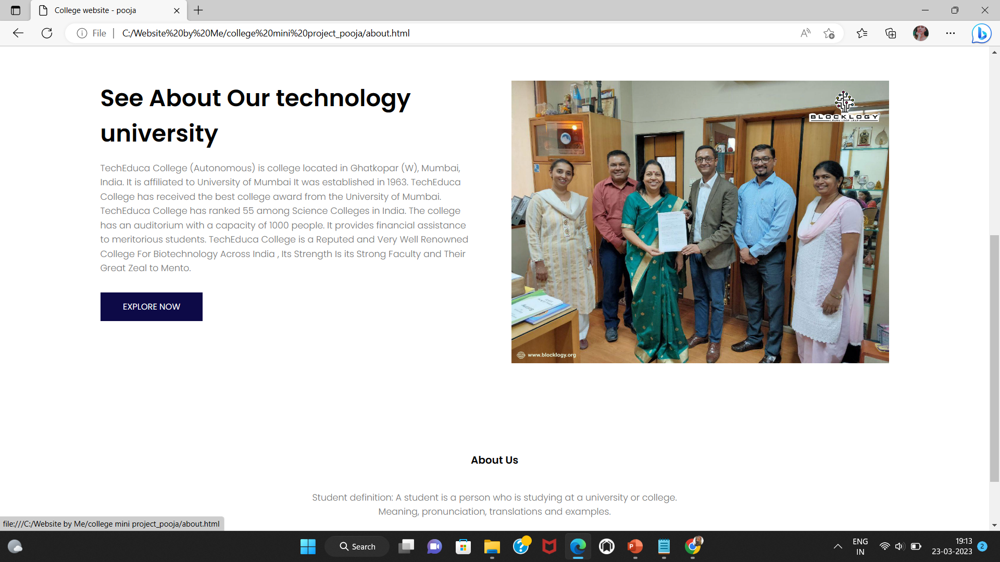 College website - pooja
File
C:/Website%20by%20Me/college%20mini%20project_pooja/about.html
See About Our technology
university
TechEduca College (Autonomous) is college located in Ghatkopar (W), Mumbai,
India. It is affiliated to University of Mumbai It was established in 1963. TechEduca
College has received the best college award from the University of Mumbai.
TechEduca College has ranked 55 among Science Colleges in India. The college
has an auditorium with a capacity of 1000 people. It provides financial assistance
to meritorious students. TechEduca College is a Reputed and Very Well Renowned
College For Biotechnology Across India , Its Strength Is its Strong Faculty and Their
Great Zeal to Mento.
EXPLORE NOW
BLOCKLOGY
LEARN LOOP LEAP
www.blocklogy.org
About Us
Student definition: A student is a person who is studying at a university or college.
Meaning, pronunciation, translations and examples.
file:///C:/Website by Me/college mini project_pooja/about.html
Search
ENG
IN
19:13
23-03-2023
2